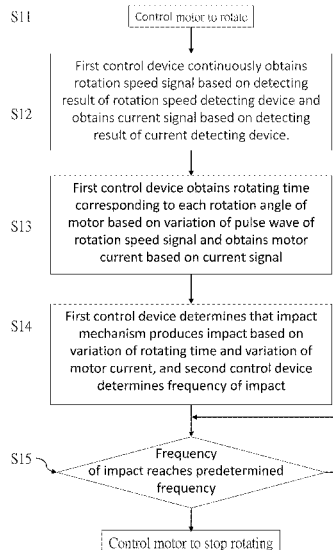 S11
Control motor to rotate
S12
First control device continuously obtains
rotation speed signal based on detecting
result of rotation speed detecting device and
obtains current signal based on detecting
result of current detecting device.
S13
First control device obtains rotating time
corresponding to each rotation angle of
motor based on variation of pulse wave of
rotation speed signal and obtains motor
current based on current signal
S14
First control device determines that impact
mechanism produces impact based on
variation of rotating time and variation of
motor current, and second control device
determines frequency of impact
S15
Frequency
of impact reaches predetermined
frequency
Control motor to stop rotating